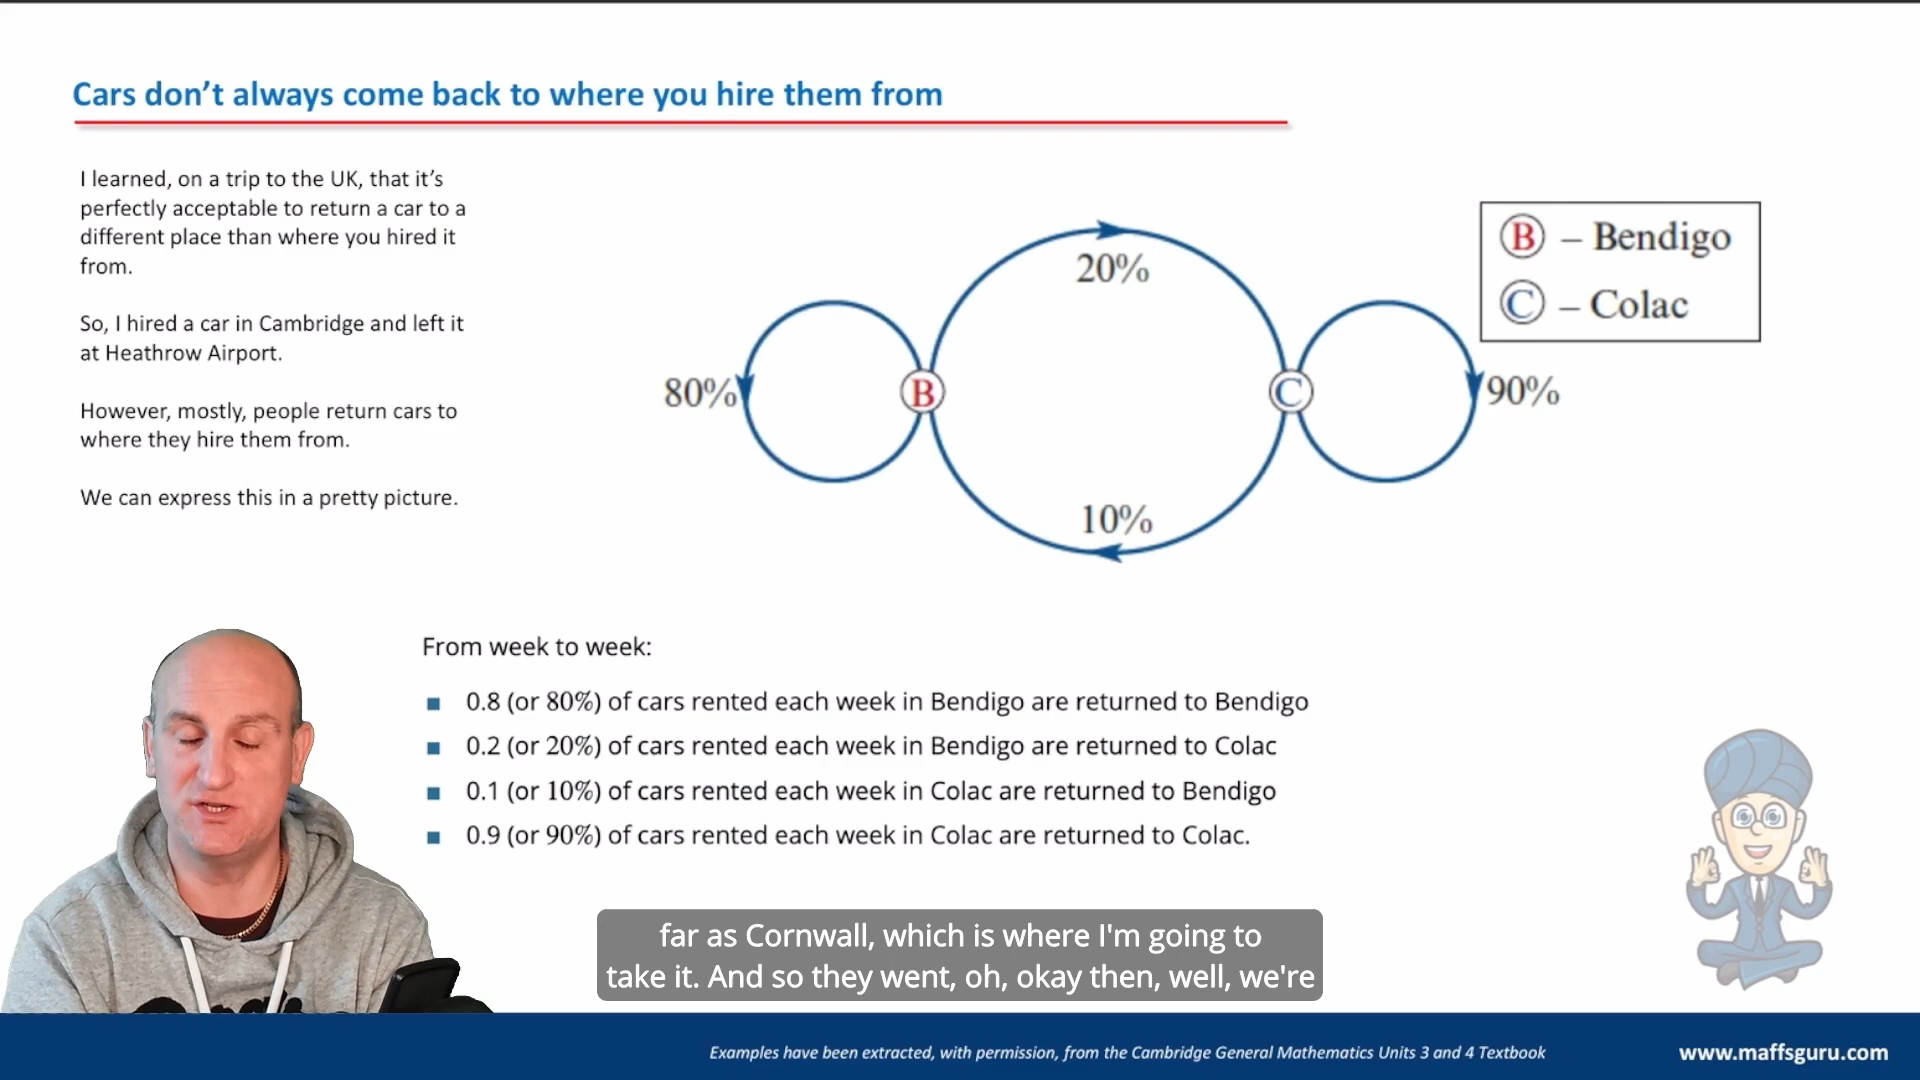 Cars don't always come back to where you hire them from
I learned, on a trip to the UK, that it's
perfectly acceptable to return a car to a
different place than where you hired it
from.
So, I hired a car in Cambridge and left it
at Heathrow Airport.
However, mostly, people return cars to
where they hire them from.
We can express this in a pretty picture.
20%
80%
B
C
90%
10%
B – Bendigo
C – Colac
From week to week:
■ 0.8 (or 80%) of cars rented each week in Bendigo are returned to Bendigo
■ 0.2 (or 20%) of cars rented each week in Bendigo are returned to Colac
■ 0.1 (or 10%) of cars rented each week in Colac are returned to Bendigo
■ 0.9 (or 90%) of cars rented each week in Colac are returned to Colac.
far as Cornwall, which is where I'm going to
take it. And so they went, oh, okay then, well, we're
Examples have been extracted, with permission, from the Cambridge General Mathematics Units 3 and 4 Textbook
www.maffsguru.com